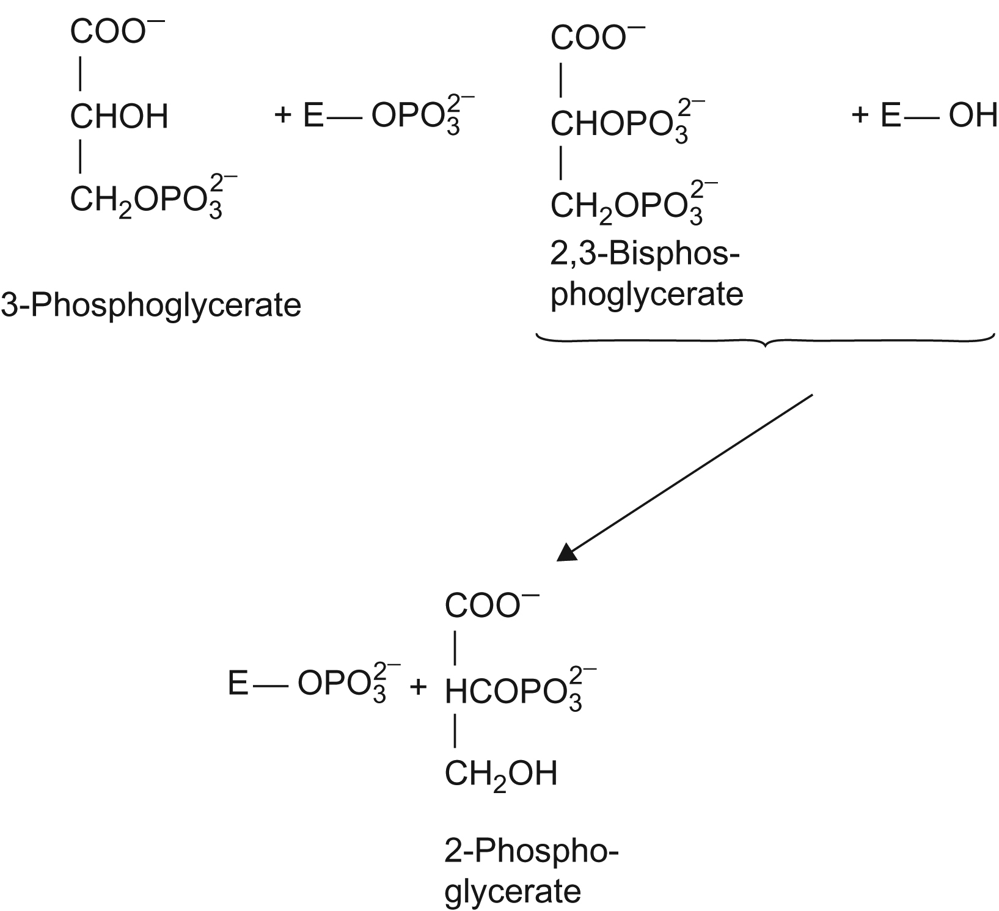 COO⁻
CHOH
CH₂OPO₃²⁻
3-Phosphoglycerate
+ E — OPO₃²⁻
COO⁻
CHOPO₃²⁻
CH₂OPO₃²⁻
2,3-Bisphos-
phoglycerate
+ E — OH
E — OPO₃²⁻ +
COO⁻
HCOPO₃²⁻
CH₂OH
2-Phospho-
glycerate